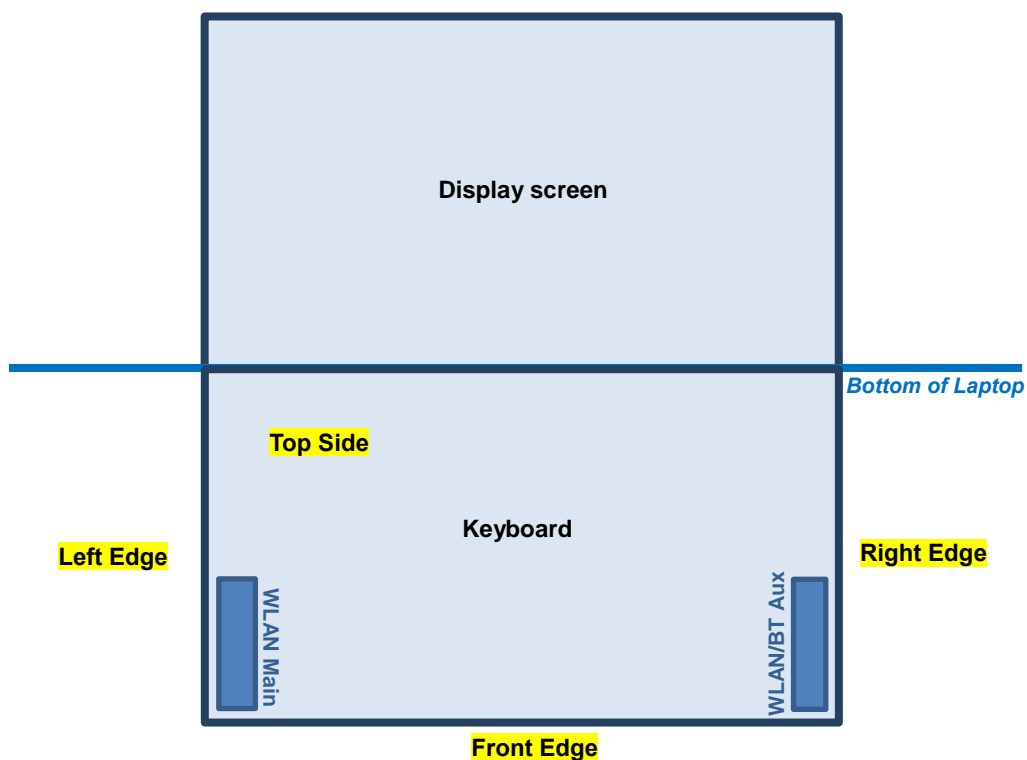 Display screen
Bottom of Laptop
Top Side
Keyboard
Left Edge
Right Edge
WLAN Main
WLAN/BT Aux
Front Edge